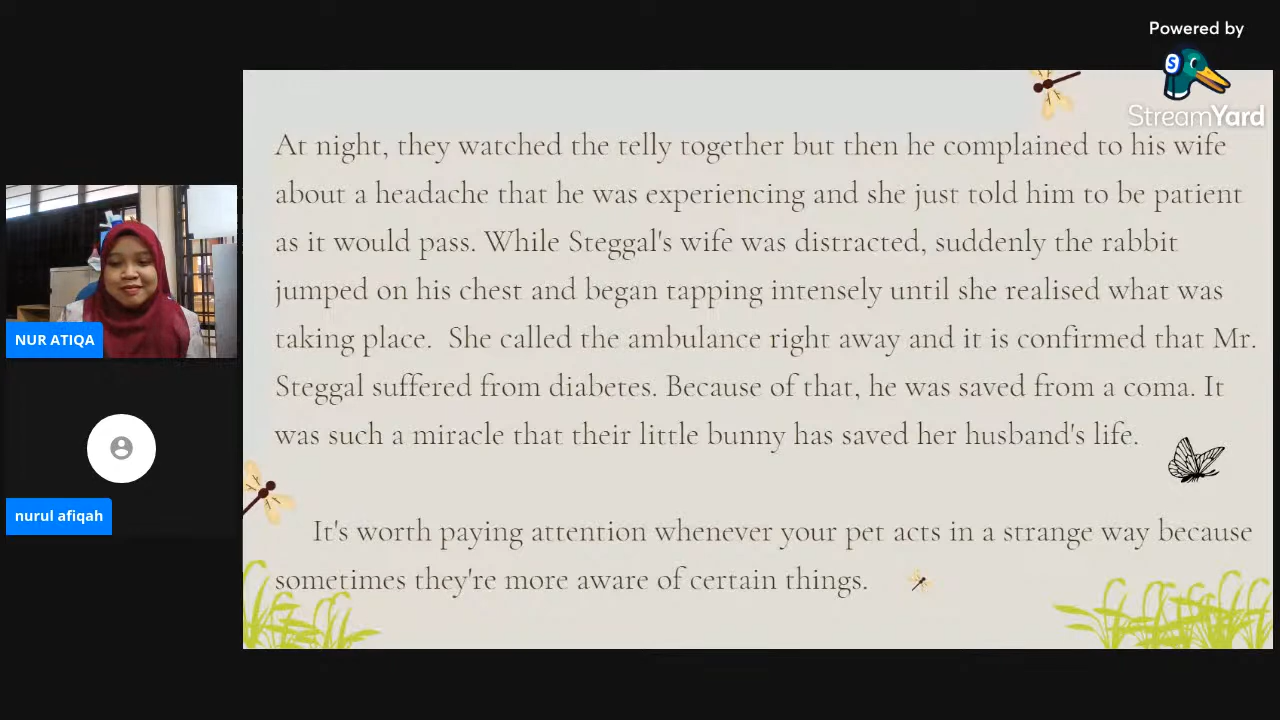 Powered by
S
StreamYard
At night, they watched the telly together but then he complained to his wife
about a headache that he was experiencing and she just told him to be patient
as it would pass. While Steggal's wife was distracted, suddenly the rabbit
jumped on his chest and began tapping intensely until she realised what was
taking place.  She called the ambulance right away and it is confirmed that Mr.
Steggal suffered from diabetes. Because of that, he was saved from a coma. It
was such a miracle that their little bunny has saved her husband's life.
It's worth paying attention whenever your pet acts in a strange way because
sometimes they're more aware of certain things.
NUR ATIQA
nurul afiqah